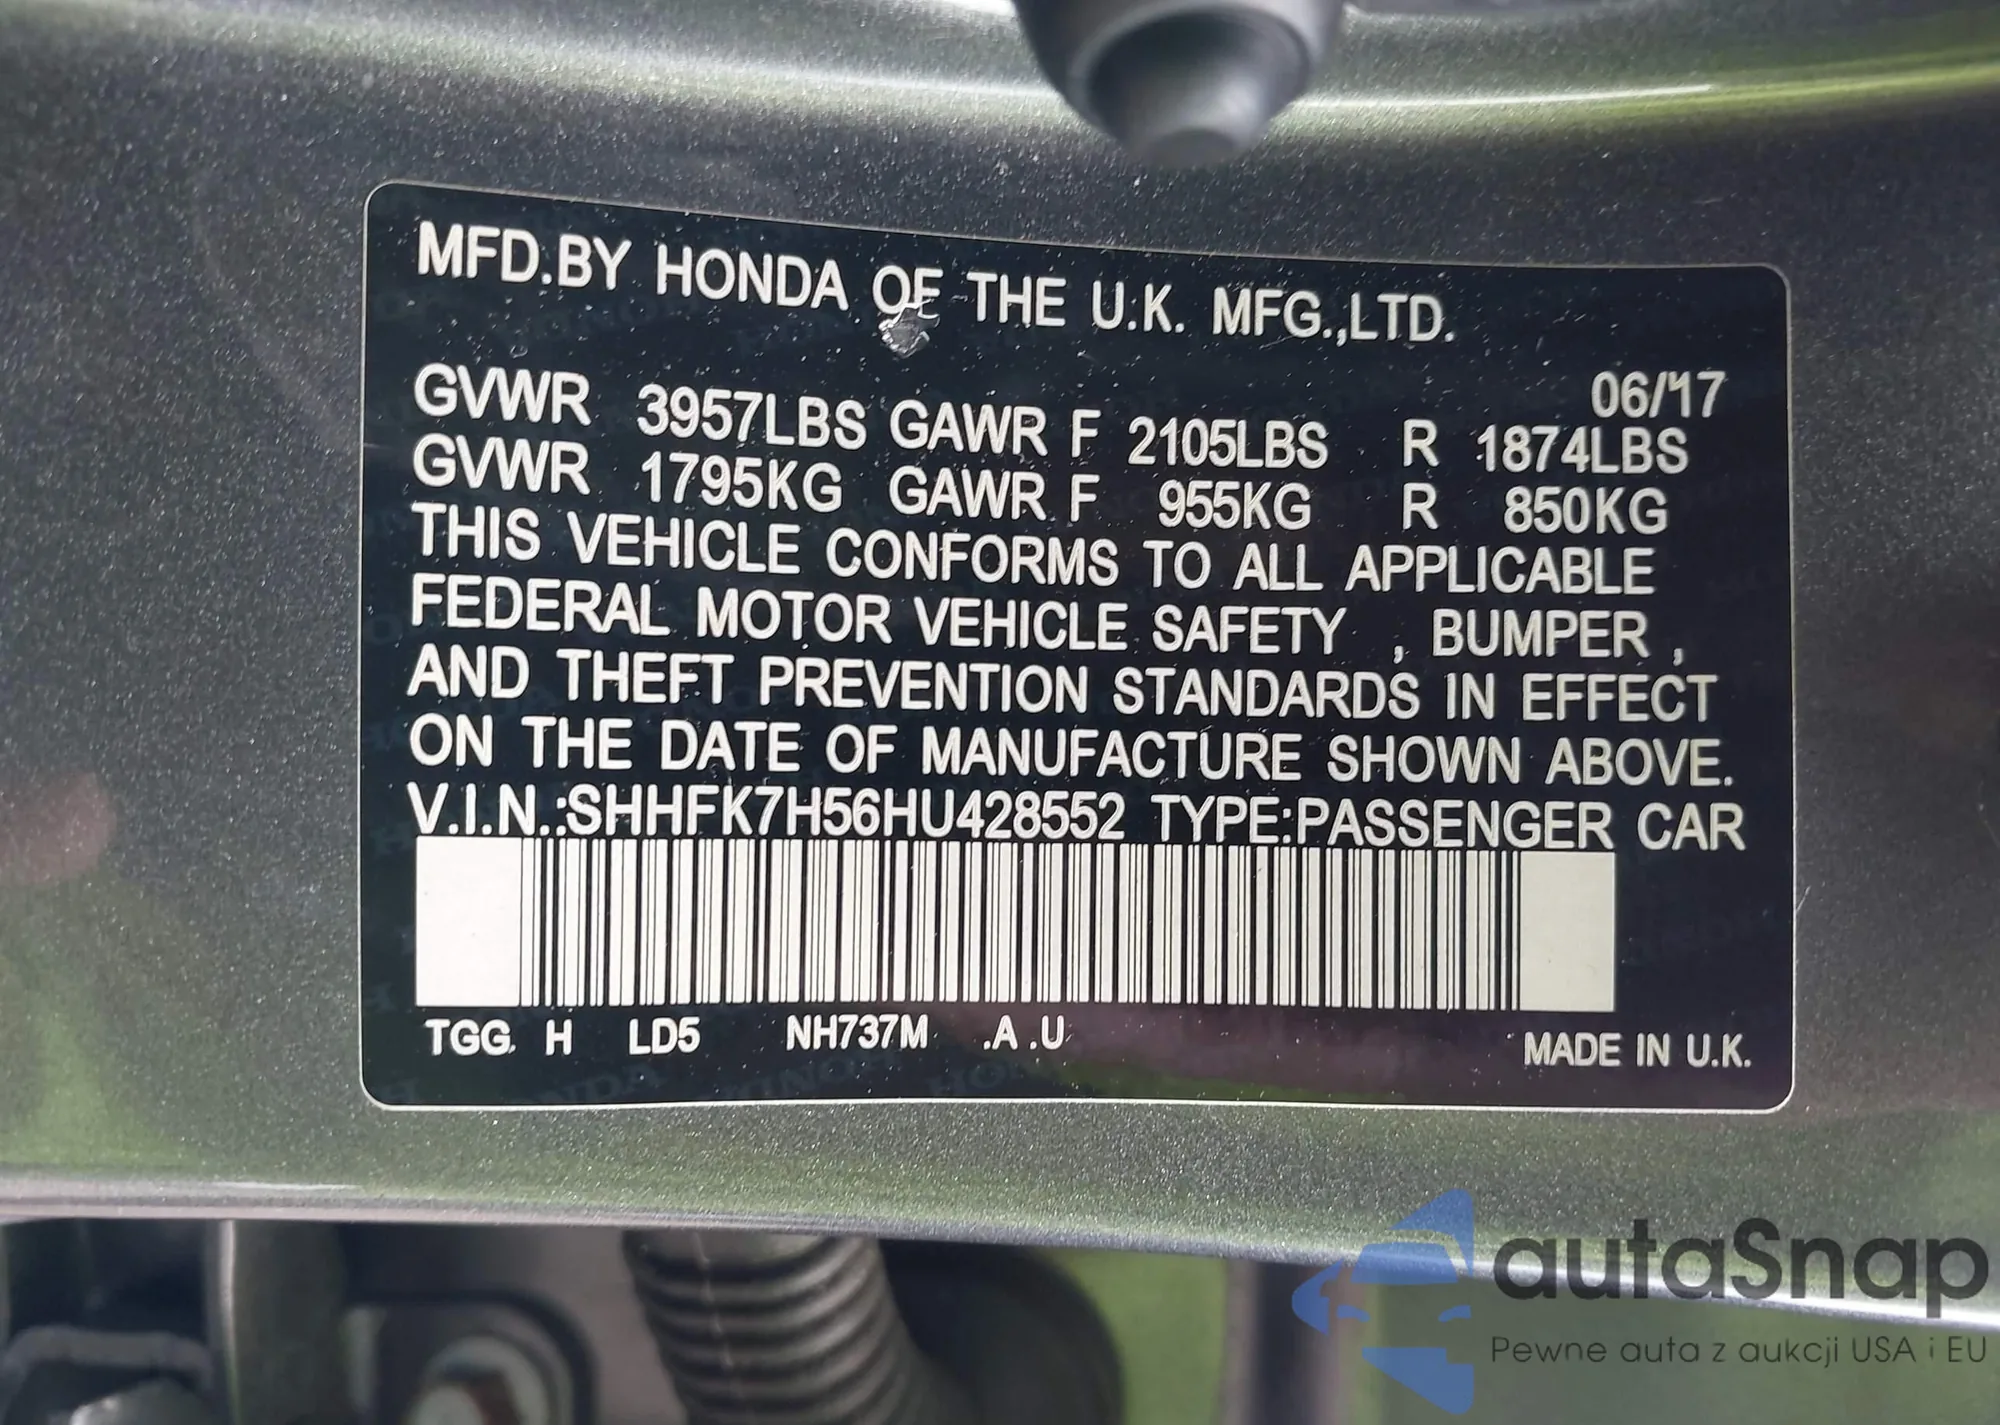 MFD.BY HONDA OF THE U.K. MFG.,LTD.
06/17
GVWR 3957LBS GAWR F 2105LBS R 1874LBS
GVWR 1795KG GAWR F 955KG R 850KG
THIS VEHICLE CONFORMS TO ALL APPLICABLE
FEDERAL MOTOR VEHICLE SAFETY , BUMPER ,
AND THEFT PREVENTION STANDARDS IN EFFECT
ON THE DATE OF MANUFACTURE SHOWN ABOVE.
V.I.N.:SHHFK7H56HU428552 TYPE:PASSENGER CAR
TGG H LD5 NH737M .A .U MADE IN U.K.
autaSnap
Pewne auta z aukcji USA i EU